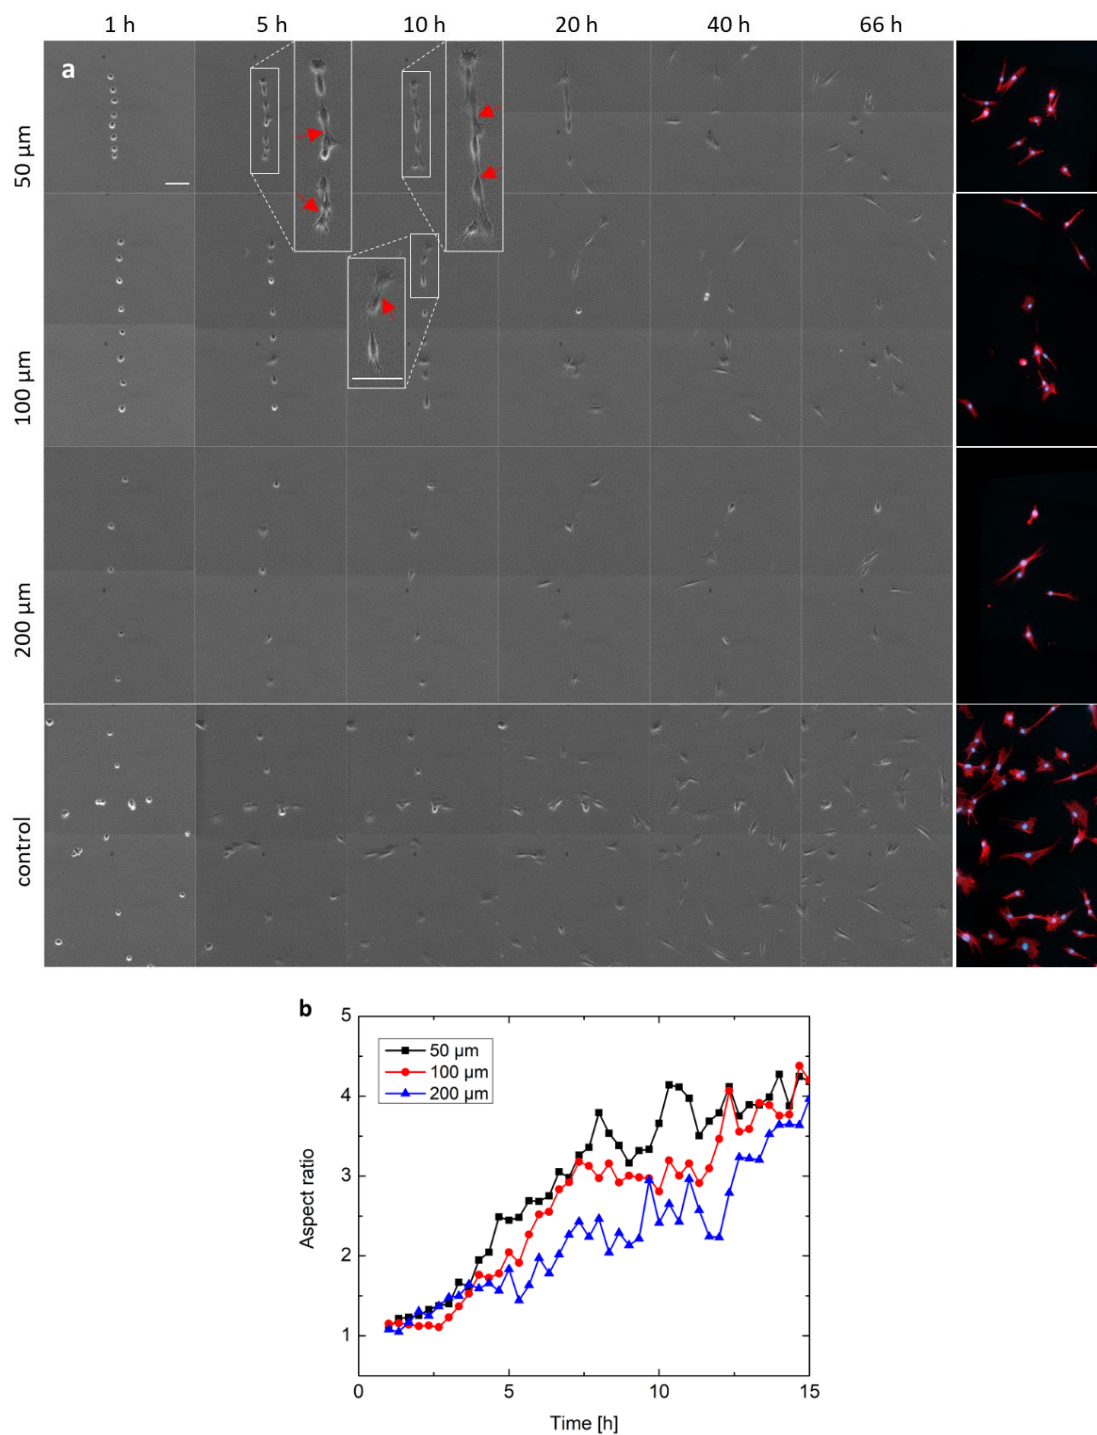 1 h 5 h 10 h 20 h 40 h 66 h
a
50 µm
100 µm
200 µm
control
b
5
4
3
2
1
Aspect ratio
50 µm
100 µm
200 µm
0 5 10 15
Time [h]